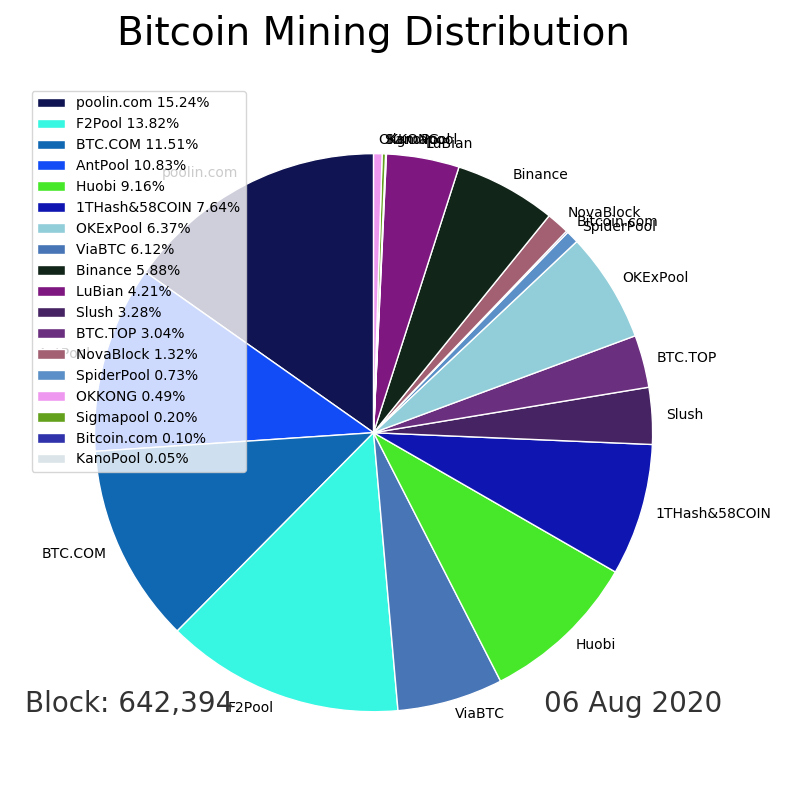 Bitcoin Mining Distribution
poolin.com 15.24%
F2Pool 13.82%
BTC.COM 11.51%
AntPool 10.83%
Huobi 9.16%
1THash&58COIN 7.64%
OKExPool 6.37%
ViaBTC 6.12%
Binance 5.88%
LuBian 4.21%
Slush 3.28%
BTC.TOP 3.04%
NovaBlock 1.32%
SpiderPool 0.73%
OKKONG 0.49%
Sigmapool 0.20%
Bitcoin.com 0.10%
KanoPool 0.05%
LuBian
Binance
poolin.com
NovaBlock
Bitcoin.com
SpiderPool
OKExPool
BTC.TOP
Slush
1THash&58COIN
BTC.COM
Huobi
F2Pool
ViaBTC
Block: 642,394
06 Aug 2020